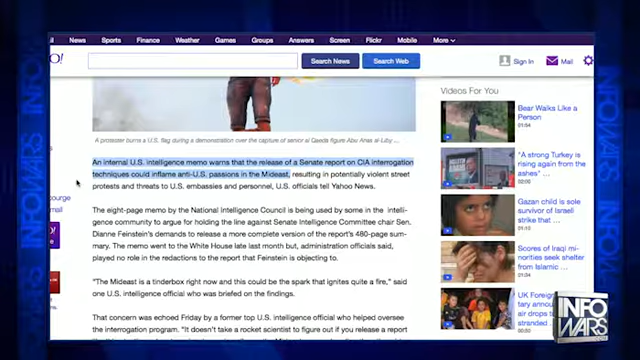 News Sports Finance Weather Games Groups Answers Screen Flickr Mobile More
O!
Search News
Search Web
Sign In
Mail
A protester burns a U.S. flag during a demonstration over the capture of senior al Qaeda figure Abu Anas al-Liby ...
An internal U.S. intelligence memo warns that the release of a Senate report on CIA interrogation
techniques could inflame anti-U.S. passions in the Mideast, resulting in potentially violent street
protests and threats to U.S. embassies and personnel, U.S. officials tell Yahoo News.
The eight-page memo by the National Intelligence Council is being used by some in the intelli-
gence community to argue for holding the line against Senate Intelligence Committee chair Sen.
Dianne Feinstein's demands to release a more complete version of the report's 480-page sum-
mary. The memo went to the White House late last month but, administration officials said,
played no role in the redactions to the report that Feinstein is objecting to.
"The Mideast is a tinderbox right now and this could be the spark that ignites quite a fire," said
one U.S. intelligence official who was briefed on the findings.
That concern was echoed Friday by a former top U.S. intelligence official who helped oversee
the interrogation program. "It doesn't take a rocket scientist to figure out if you release a report
Videos For You
Bear Walks Like a
Person
01:54
"A strong Turkey is
rising again from the
ashes"
Gazan child is sole
survivor of Israeli
strike that ...
01:10
Scores of Iraqi mi-
norities seek shelter
from Islamic ...
UK Foreign
air drops
stranded
INFO
WARS
.COM